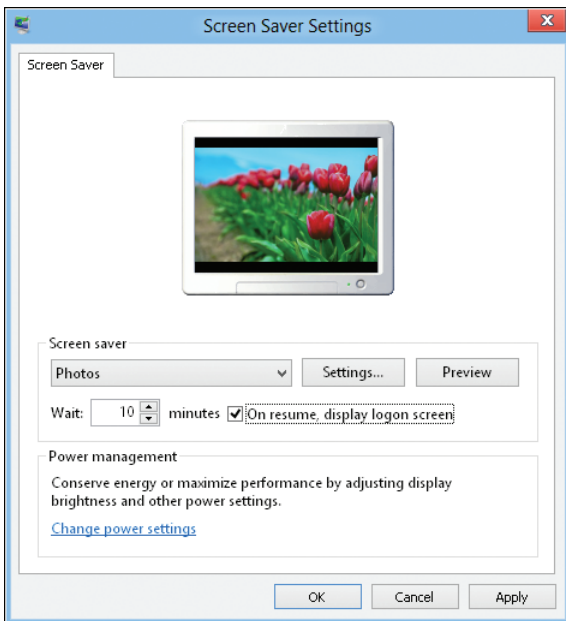 Screen Saver Settings
X
Screen Saver
Screen saver
Photos
Settings...
Preview
Wait: 10 minutes On resume, display logon screen
Power management
Conserve energy or maximize performance by adjusting display
brightness and other power settings.
Change power settings
OK Cancel Apply